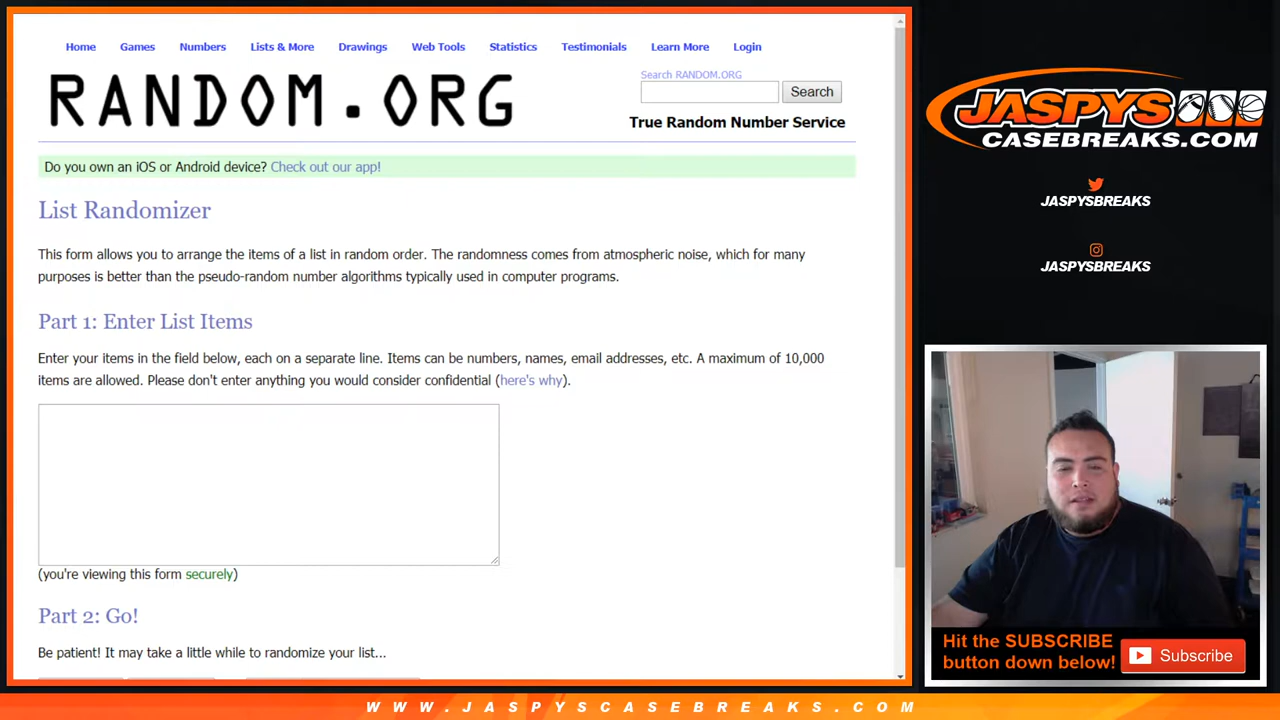 Home Games Numbers Lists & More Drawings Web Tools Statistics Testimonials Learn More Login
RANDOM.ORG
Search RANDOM.ORG
Search
True Random Number Service
Do you own an iOS or Android device? Check out our app!
List Randomizer
This form allows you to arrange the items of a list in random order. The randomness comes from atmospheric noise, which for many
purposes is better than the pseudo-random number algorithms typically used in computer programs.
Part 1: Enter List Items
Enter your items in the field below, each on a separate line. Items can be numbers, names, email addresses, etc. A maximum of 10,000
items are allowed. Please don't enter anything you would consider confidential (here's why).
(you're viewing this form securely)
Part 2: Go!
Be patient! It may take a little while to randomize your list...
JASPYS
CASEBREAKS.COM
JASPYSBREAKS
JASPYSBREAKS
Hit the SUBSCRIBE
button down below!
Subscribe
WWW.JASPYSCASEBREAKS.COM